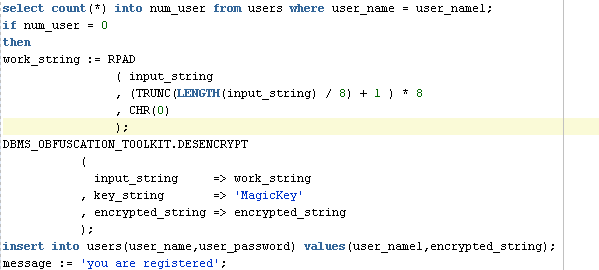 select count(*) into num_user from users where user_name = user_name1;
if num_user = 0
then
work_string := RPAD
( input_string
, (TRUNC(LENGTH(input_string) / 8) + 1 ) * 8
, CHR(0)
);
DBMS_OBFUSCATION_TOOLKIT.DESENCRYPT
(
input_string => work_string
, key_string => 'MagicKey'
, encrypted_string => encrypted_string
);
insert into users(user_name,user_password) values(user_name1,encrypted_string);
message := 'you are registered';